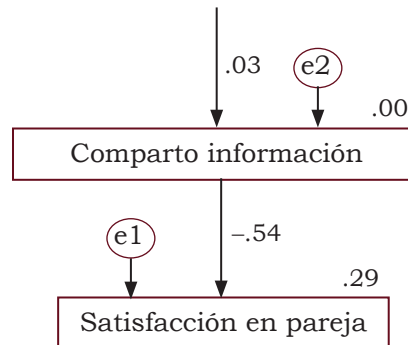 .03
e2
.00
Comparto información
e1
–.54
.29
Satisfacción en pareja